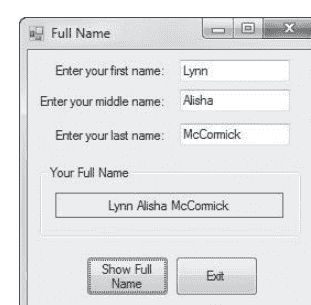 Full Name
Enter your first name: Lynn
Enter your middle name: Alisha
Enter your last name: McCormick
Your Full Name
Lynn Alisha McCormick
Show Full
Name
Exit